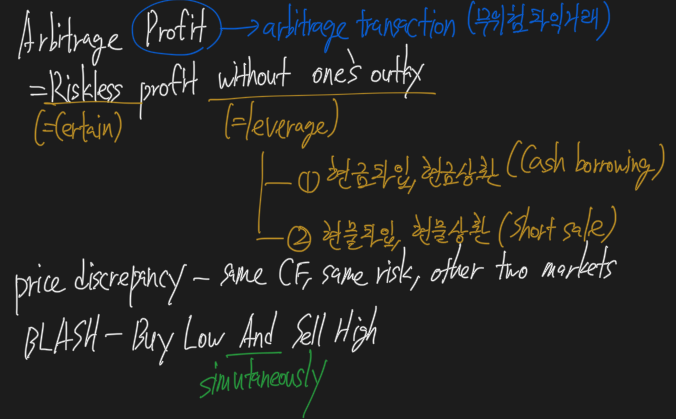 Arbitrage Profit → arbitrage transaction (무위험차익거래)
=Riskless profit without one's outlay
(=Certain) (=leverage)
① 현금차입, 현금상환 (Cash borrowing)
② 현물차입, 현물상환 (short sale)
price discrepancy – same CF, same risk, other two markets
BLASH – Buy Low And Sell High
simutaneously